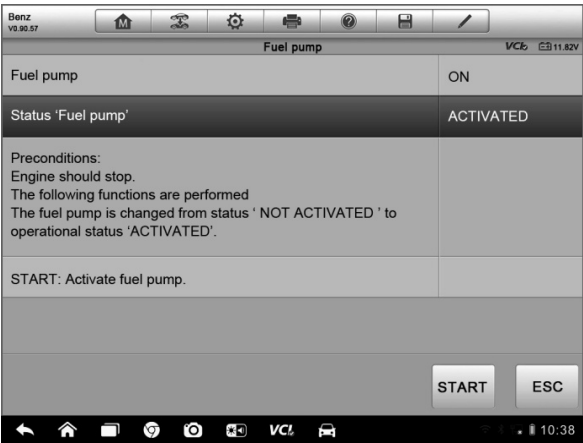 Benz
V0.90.57
M
Fuel pump
VCI
11.82V
Fuel pump
ON
Status 'Fuel pump'
ACTIVATED
Preconditions:
Engine should stop.
The following functions are performed
The fuel pump is changed from status ' NOT ACTIVATED ' to
operational status 'ACTIVATED'.
START: Activate fuel pump.
START
ESC
VCI
10:38